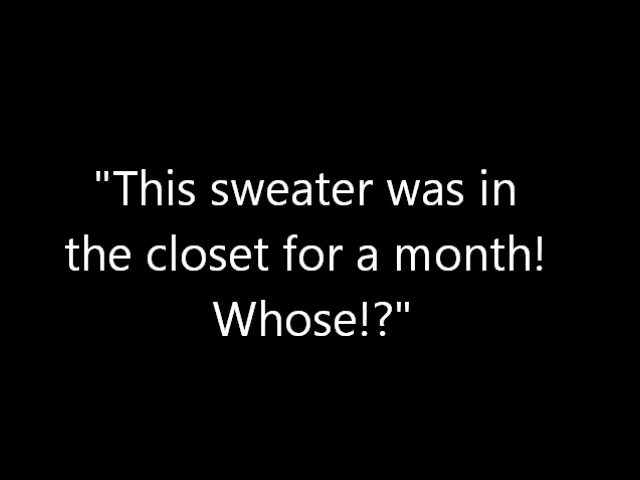 "This sweater was in
the closet for a month!
Whose!?"